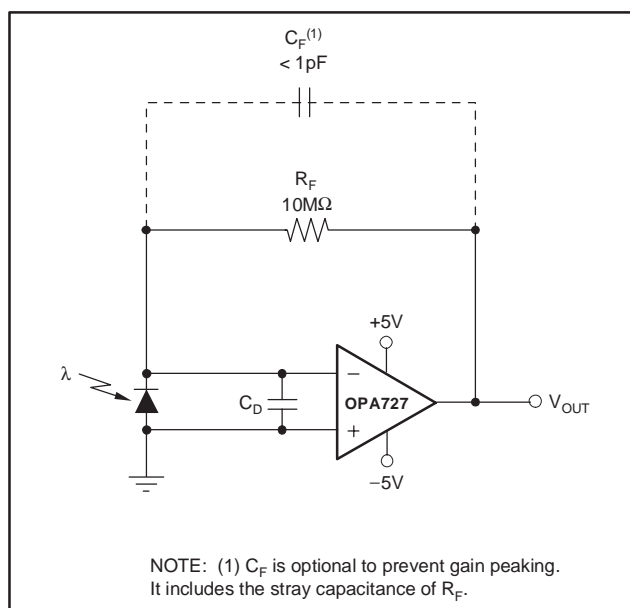 C_F^(1)
< 1pF
R_F
10MΩ
+5V
λ
C_D
−
OPA727
+
V_OUT
−5V
NOTE: (1) C_F is optional to prevent gain peaking.
It includes the stray capacitance of R_F.